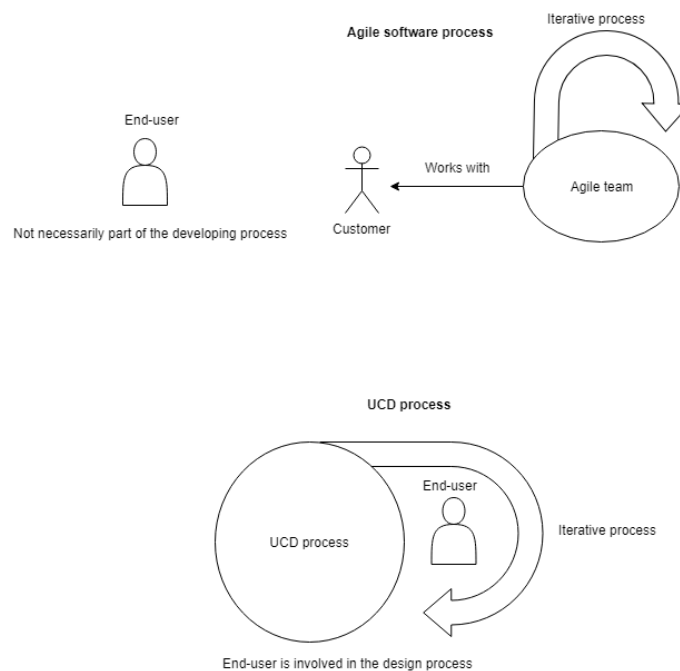 Iterative process
Agile software process
End-user
Works with
Agile team
Not necessarily part of the developing process
Customer
UCD process
End-user
UCD process
Iterative process
End-user is involved in the design process